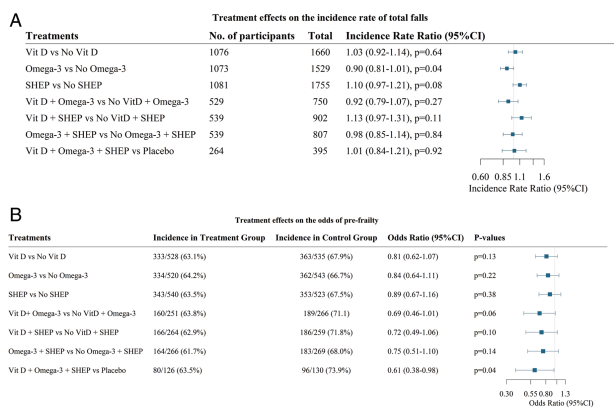 A
Treatment effects on the incidence rate of total falls
Treatments No. of participants Total Incidence Rate Ratio (95%CI)
Vit D vs No Vit D 1076 1660 1.03 (0.92-1.14), p=0.64
Omega-3 vs No Omega-3 1073 1529 0.90 (0.81-1.01), p=0.04
SHEP vs No SHEP 1081 1755 1.10 (0.97-1.21), p=0.08
Vit D + Omega-3 vs No VitD + Omega-3 529 750 0.92 (0.79-1.07), p=0.27
Vit D + SHEP vs No VitD + SHEP 539 902 1.13 (0.97-1.31), p=0.11
Omega-3 + SHEP vs No Omega-3 + SHEP 539 807 0.98 (0.85-1.14), p=0.84
Vit D + Omega-3 + SHEP vs Placebo 264 395 1.01 (0.84-1.21), p=0.92
0.60 0.85 1.1 1.6
Incidence Rate Ratio (95%CI)
B
Treatment effects on the odds of pre-frailty
Treatments Incidence in Treatment Group Incidence in Control Group Odds Ratio (95%CI) P-values
Vit D vs No Vit D 333/528 (63.1%) 363/535 (67.9%) 0.81 (0.62-1.07) p=0.13
Omega-3 vs No Omega-3 334/520 (64.2%) 362/543 (66.7%) 0.84 (0.64-1.11) p=0.22
SHEP vs No SHEP 343/540 (63.5%) 353/523 (67.5%) 0.89 (0.67-1.16) p=0.38
Vit D+ Omega-3 vs No VitD + Omega-3 160/251 (63.8%) 189/266 (71.1) 0.69 (0.46-1.01) p=0.06
Vit D + SHEP vs No VitD + SHEP 166/264 (62.9%) 186/259 (71.8%) 0.72 (0.49-1.06) p=0.10
Omega-3 + SHEP vs No Omega-3 + SHEP 164/266 (61.7%) 183/269 (68.0%) 0.75 (0.51-1.10) p=0.14
Vit D + Omega-3 + SHEP vs Placebo 80/126 (63.5%) 96/130 (73.9%) 0.61 (0.38-0.98) p=0.04
0.30 0.55 0.80 1.3
Odds Ratio (95%CI)